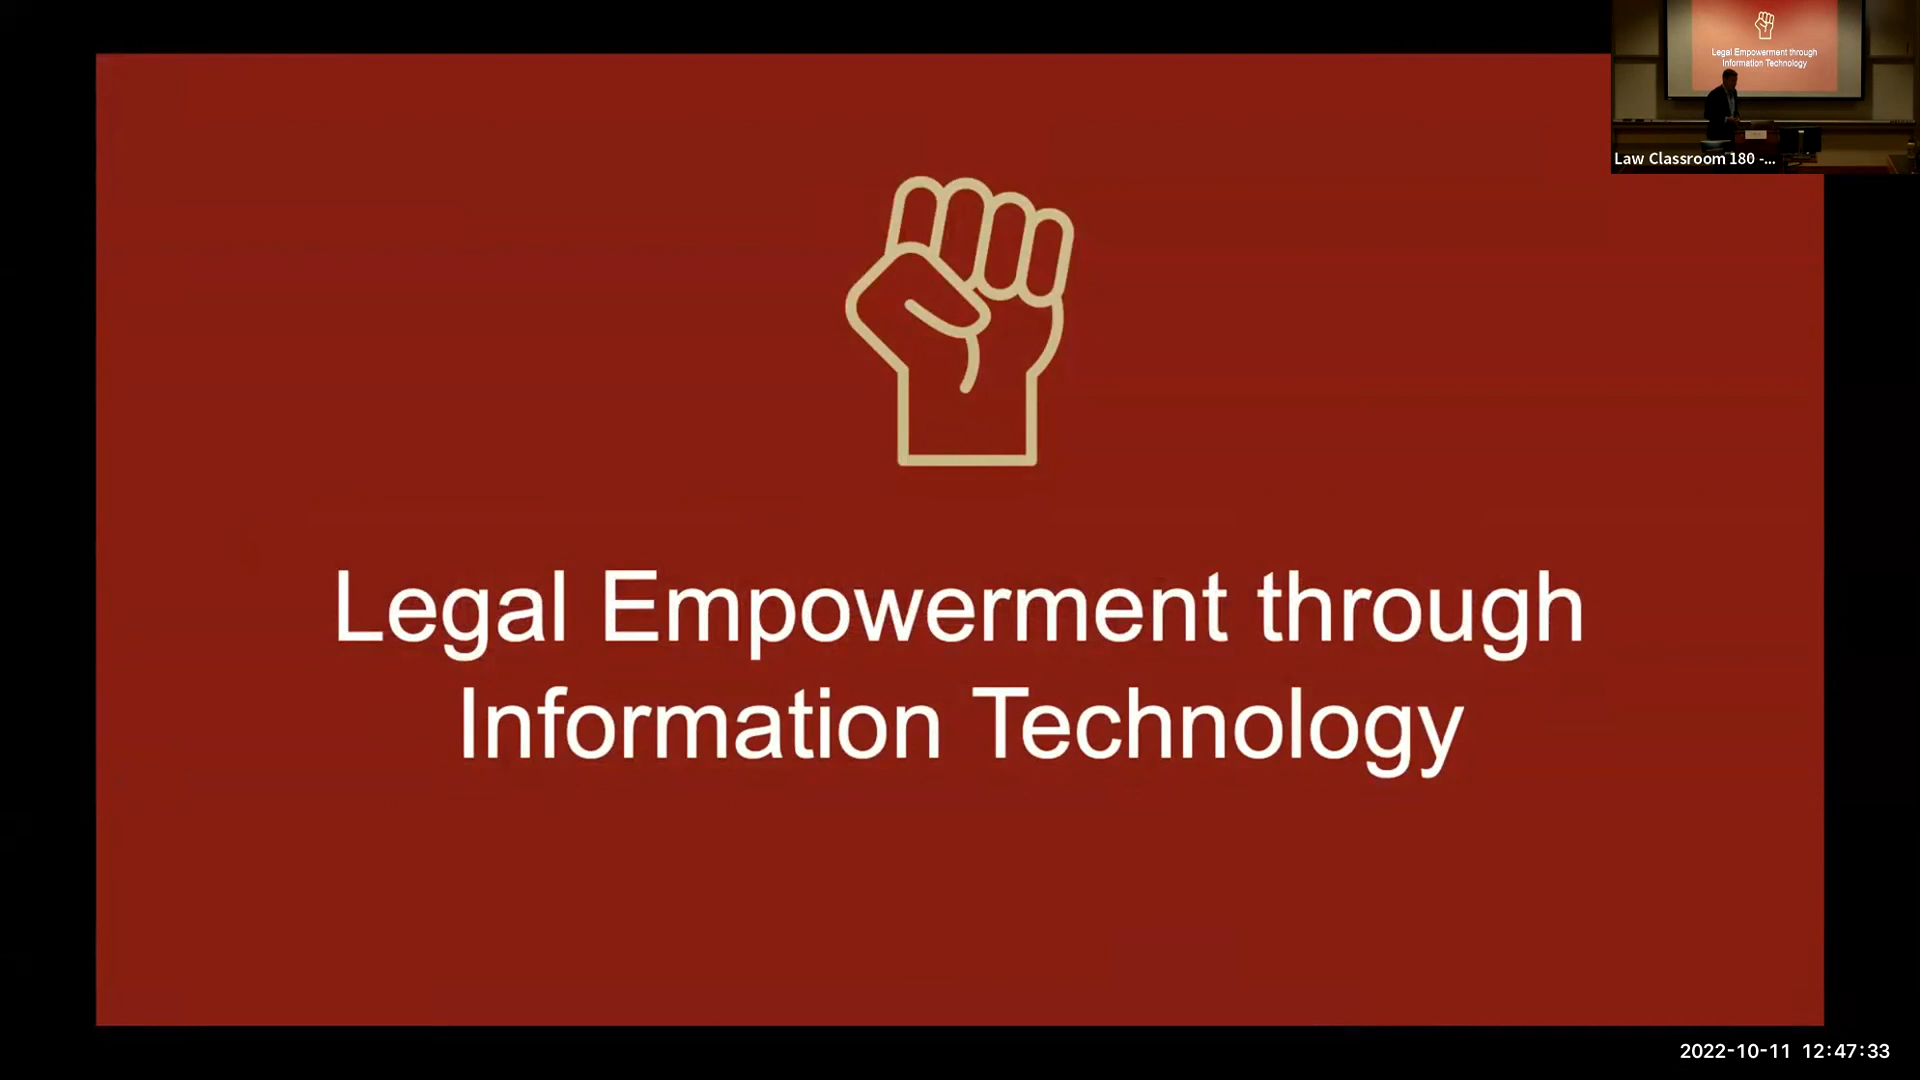 Legal Empowerment through
Information Technology
Law Classroom 180 -...
Legal Empowerment through
Information Technology
2022-10-11 12:47:33